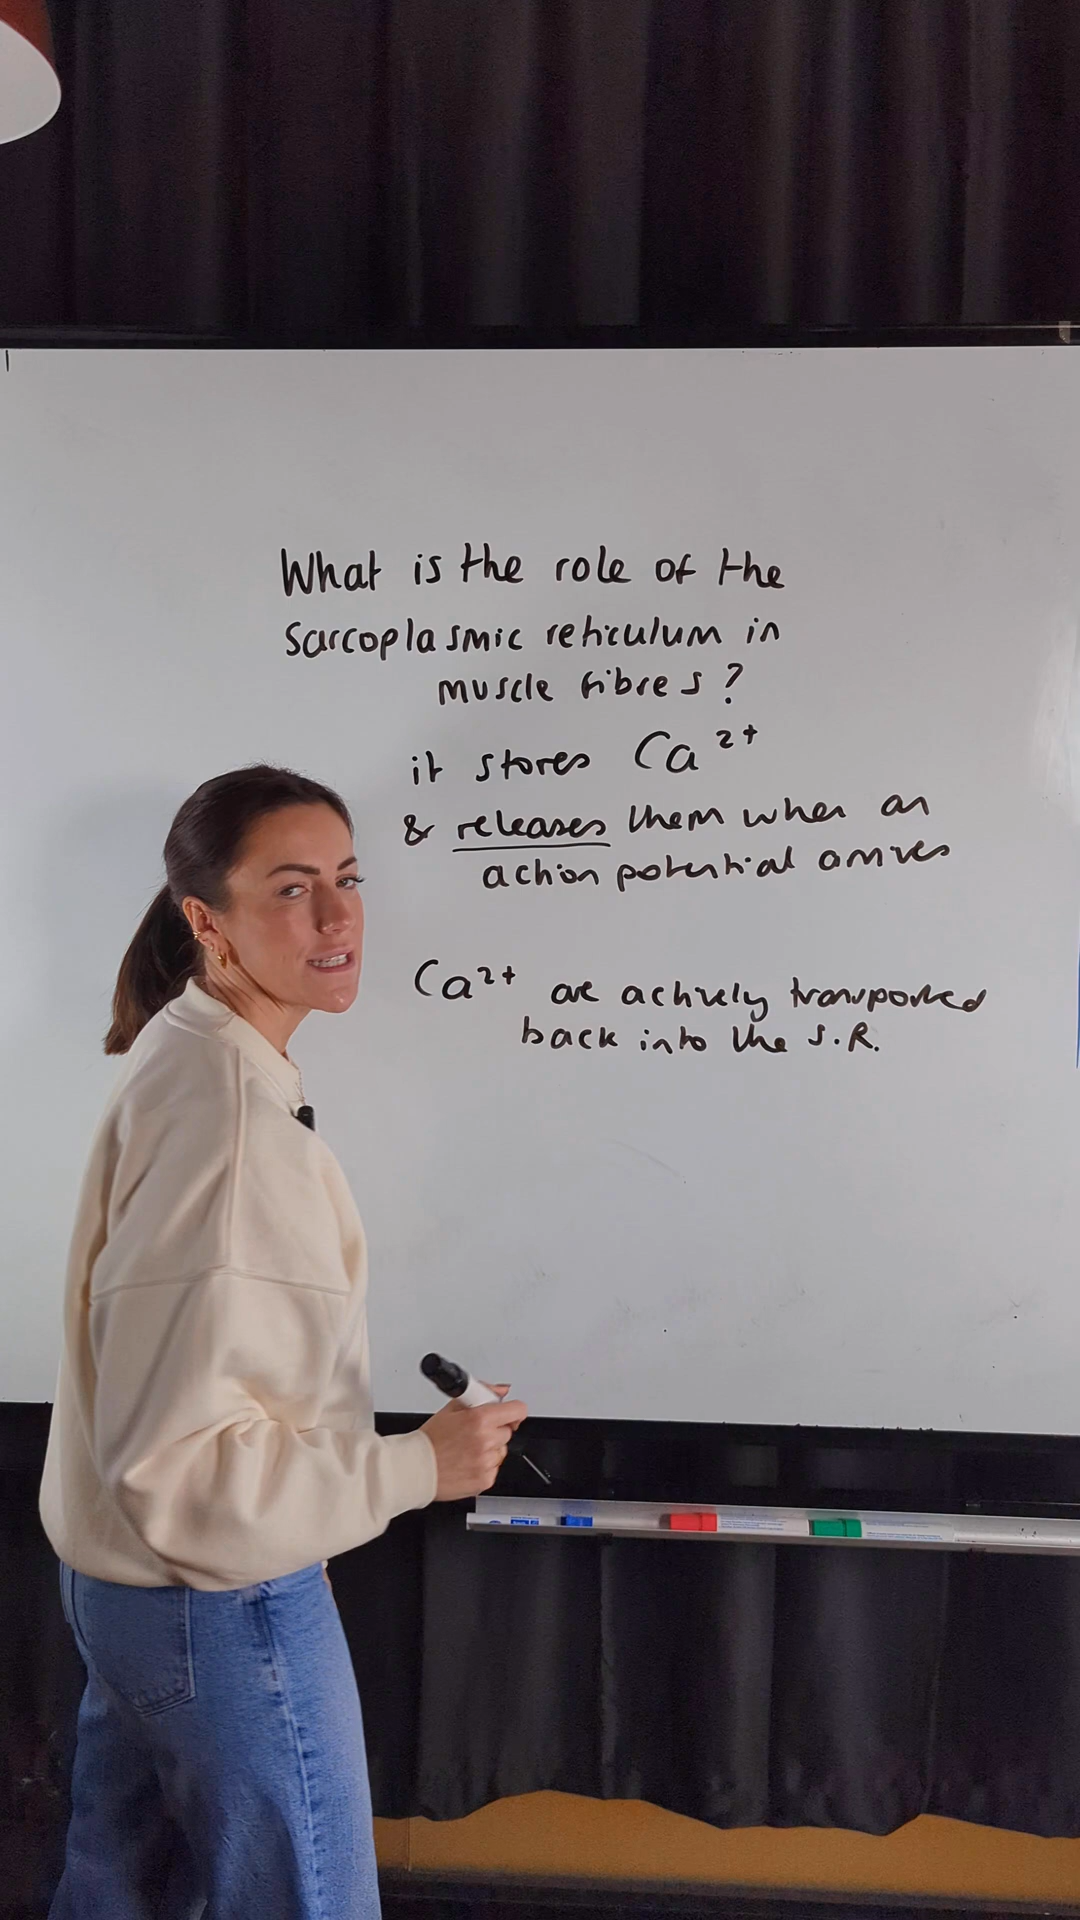 What is the role of the
Sarcoplasmic reticulum in
muscle fibres?
it stores Ca²⁺
& releases them when an
action potential arrives
Ca²⁺ are actively transported
back into the S.R.